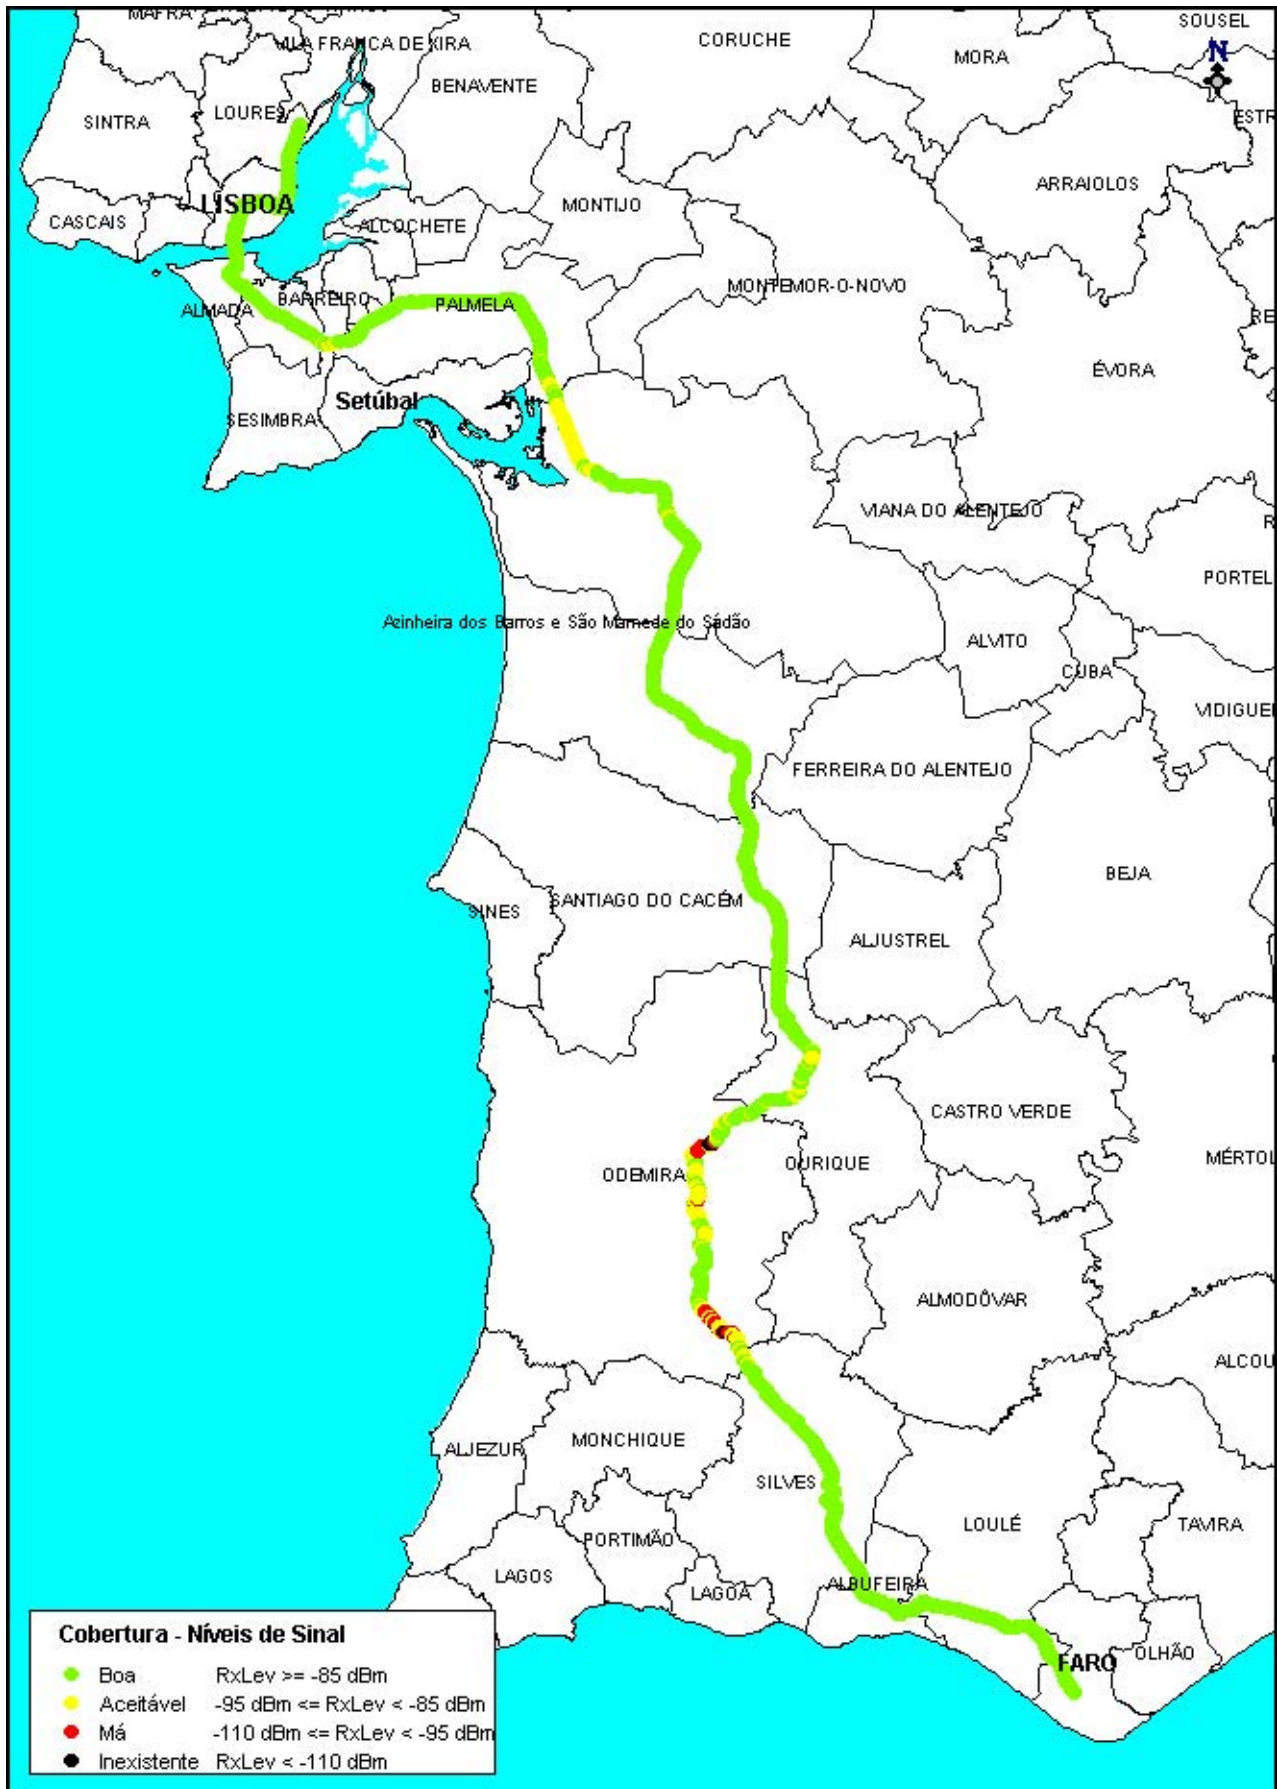 MAFRA
VILA FRANCA DE XIRA
CORUCHE
SOUSEL
MORA
N
BENAVENTE
SINTRA
LOURES
ESTR
ARRAIOLOS
LISBOA
CASCAIS
ALCOCHETE
MONTIJO
MONTEMOR-O-NOVO
ALMADA
BARREIRO
PALMELA
RE
ÉVORA
Setúbal
SESIMBRA
VIANA DO ALENTEJO
R
PORTEL
Azinheira dos Barros e São Mamede do Sádão
ALVITO
CUBA
VIDIGUEI
FERREIRA DO ALENTEJO
BEJA
SANTIAGO DO CACÉM
SINES
ALJUSTREL
CASTRO VERDE
ODEMIRA
OURIQUE
MÉRTOL
ALMODÔVAR
ALCOU
ALJEZUR
MONCHIQUE
SILVES
LOULÉ
TAVIRA
PORTIMÃO
LAGOS
LAGOA
ALBUFEIRA
FARO
OLHÃO
Cobertura - Níveis de Sinal
Boa RxLev >= -85 dBm
Aceitável -95 dBm <= RxLev < -85 dBm
Má -110 dBm <= RxLev < -95 dBm
Inexistente RxLev < -110 dBm